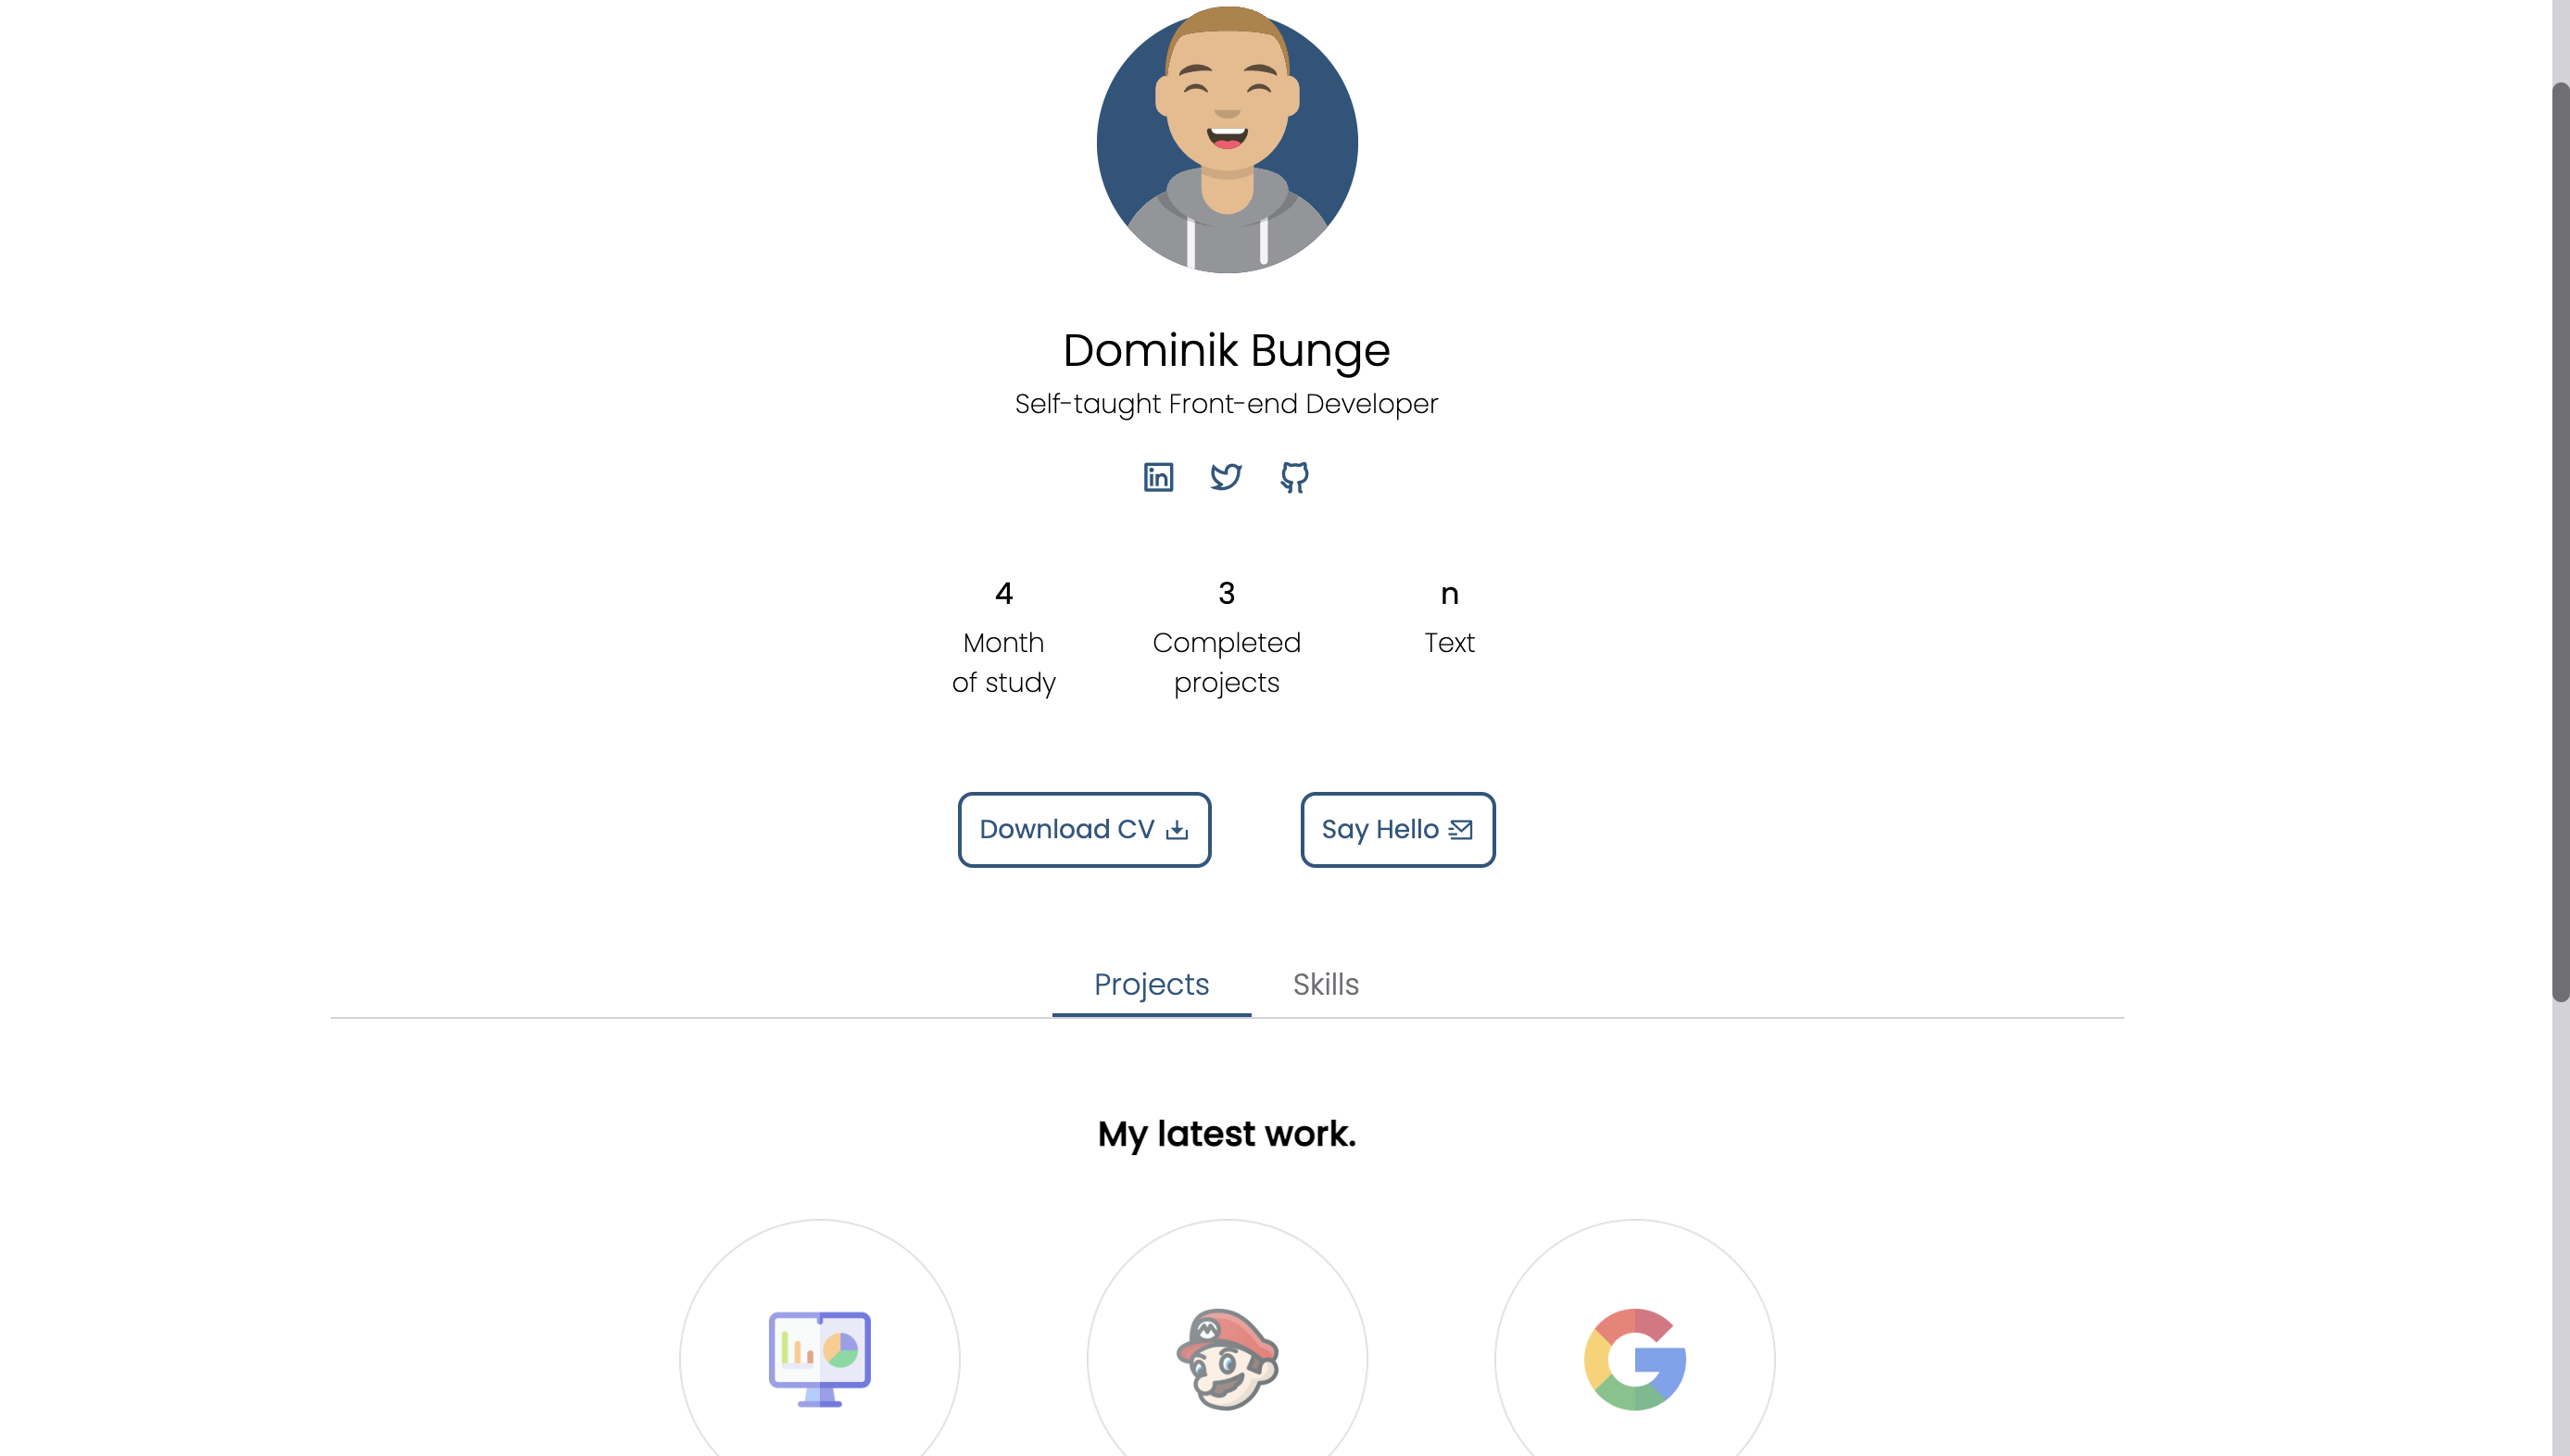 Dominik Bunge
Self-taught Front-end Developer
in
4
3
n
Month
of study
Completed
projects
Text
Download CV
Say Hello
Projects
Skills
My latest work.
M
G